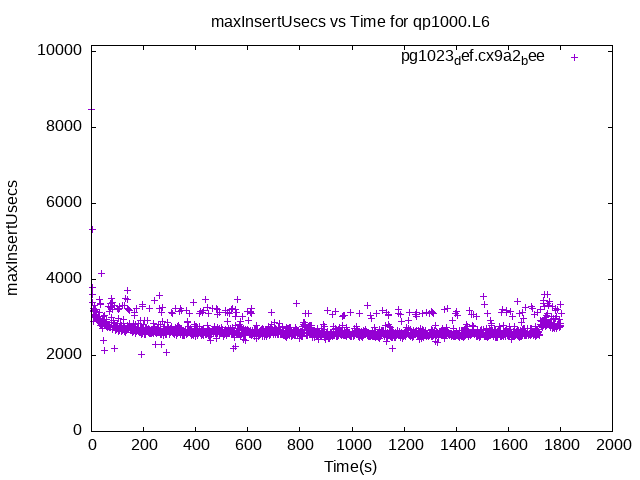 maxInsertUsecs vs Time for qp1000.L6
pg1023def.cx9a2bee
10000
8000
6000
4000
2000
0
maxInsertUsecs
0 200 400 600 800 1000 1200 1400 1600 1800 2000
Time(s)